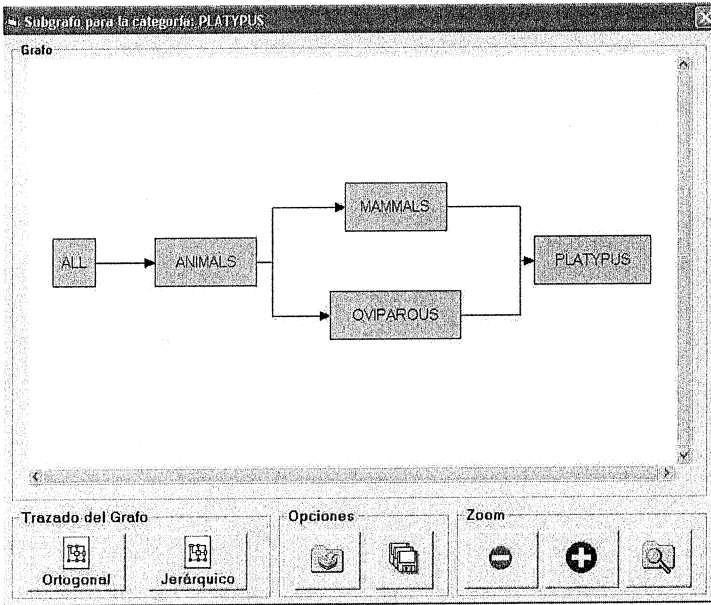 Subgrafo para la categoría: PLATYPUS
Grafo
ALL
ANIMALS
MAMMALS
OVIPAROUS
PLATYPUS
Trazado del Grafo
Ortogonal
Jerárquico
Opciones
Zoom